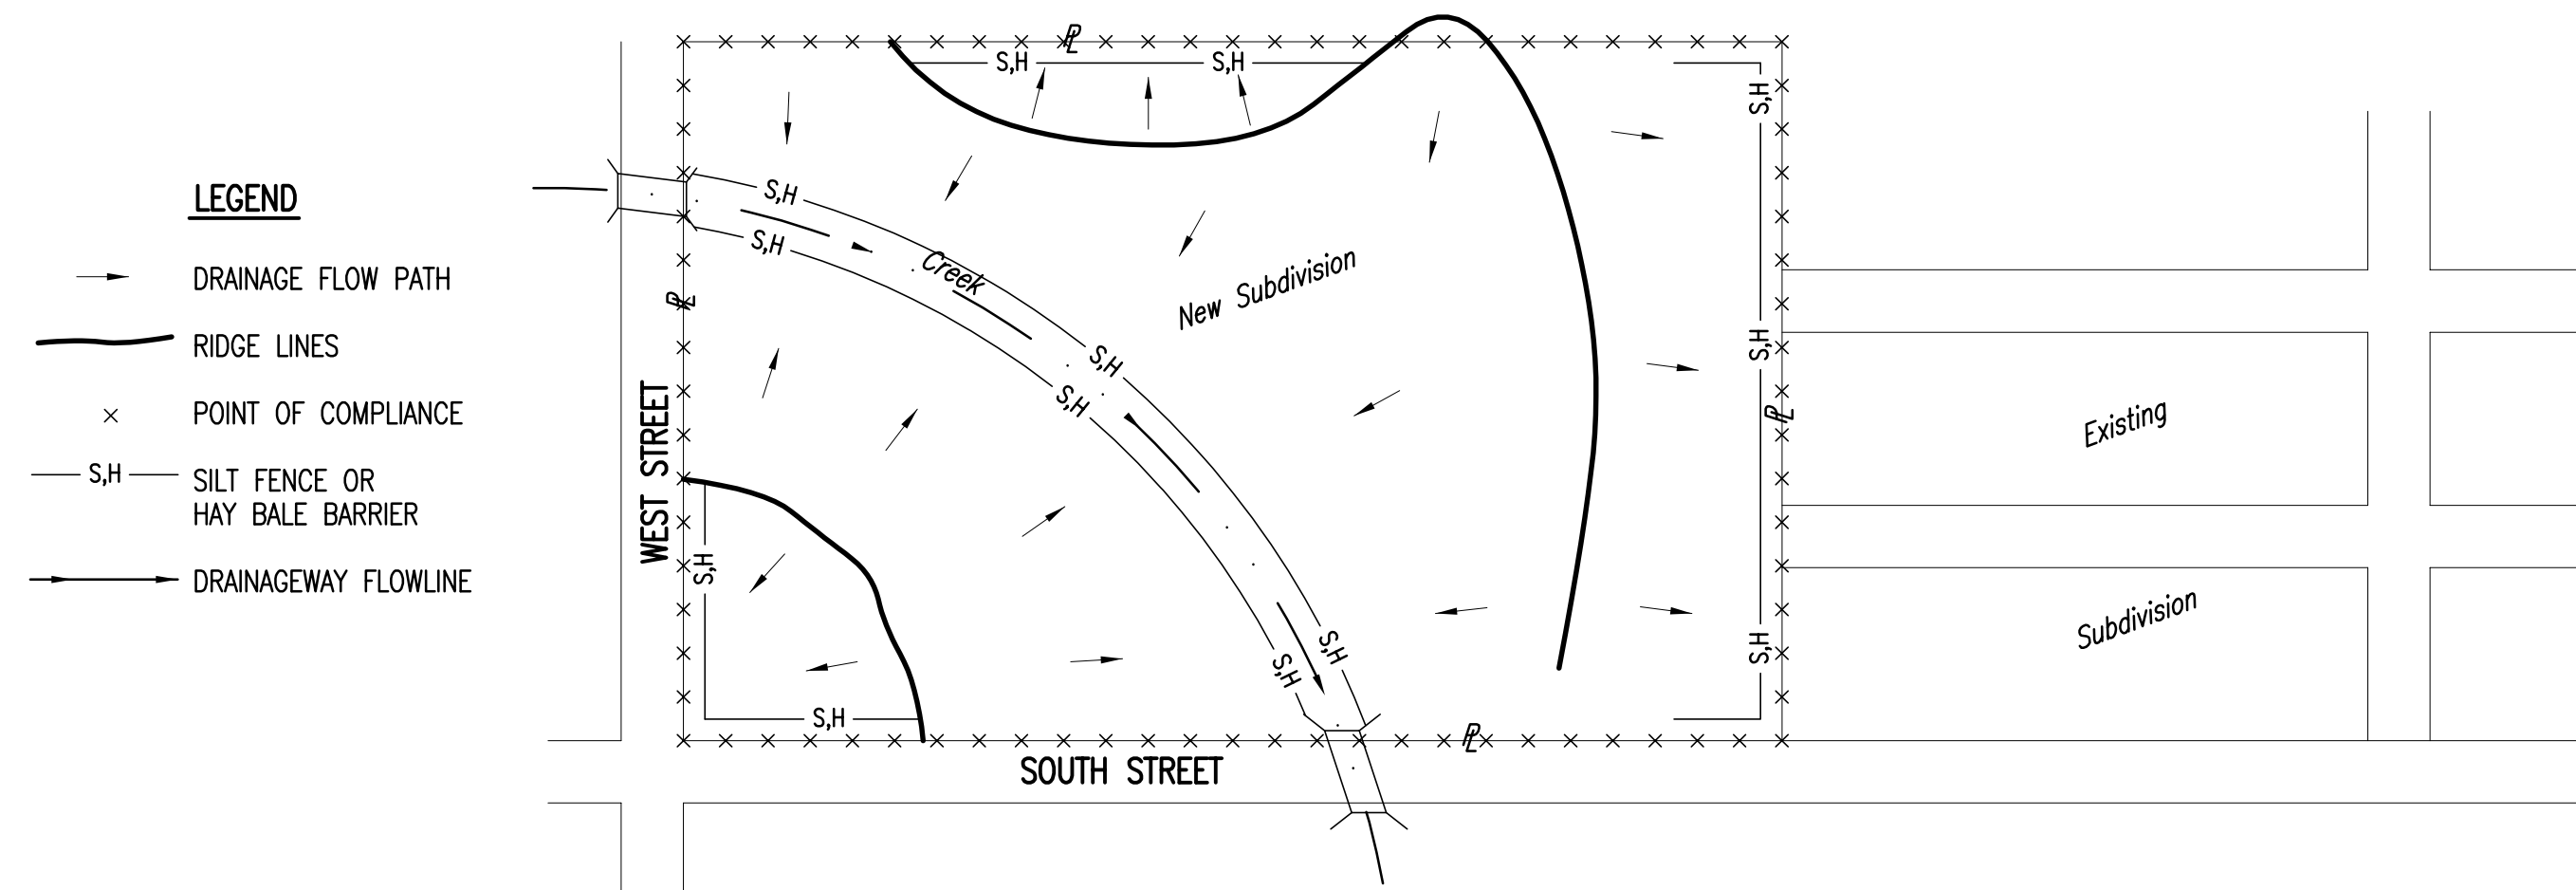 LEGEND
DRAINAGE FLOW PATH
RIDGE LINES
POINT OF COMPLIANCE
S,H
SILT FENCE OR
HAY BALE BARRIER
DRAINAGEWAY FLOWLINE
PL
S,H
S,H
S,H
S,H
S,H
Creek
New Subdivision
PL
S,H
S,H
S,H
PL
WEST STREET
Existing
S,H
Subdivision
S,H
S,H
S,H
S,H
PL
SOUTH STREET